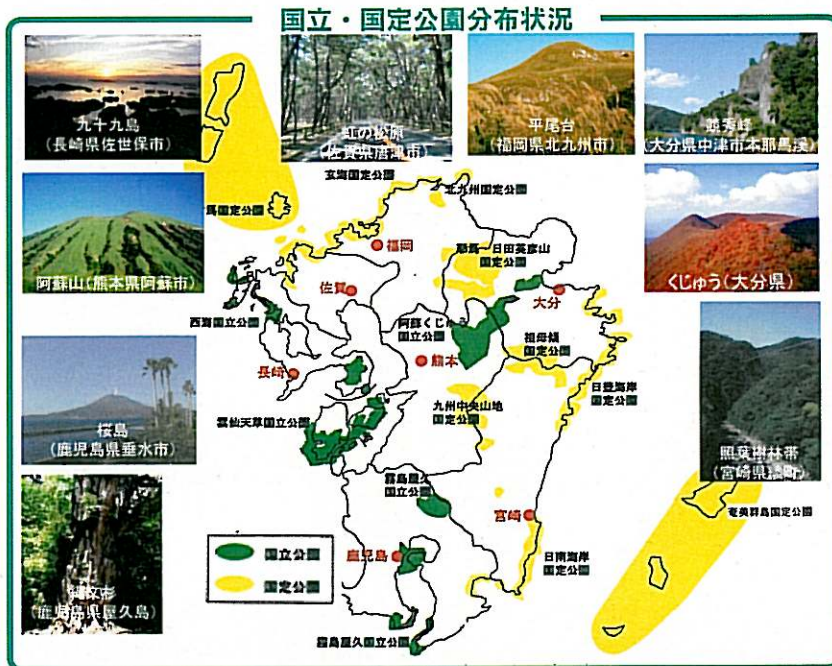 国立・国定公園分布状況
九十九島
(長崎県佐世保市)
虹の松原
(佐賀県唐津市)
平尾台
(福岡県北九州市)
競秀峰
(大分県中津市本耶馬溪)
玄海国定公園
北九州国定公園
馬国定公園
阿蘇山(熊本県阿蘇市)
福岡
耶馬日田英彦山
国定公園
くじゅう(大分県)
佐賀
大分
西海国立公園
阿蘇くじゅう
国立公園
祖母傾
国定公園
長崎
熊本
日豊海岸
国定公園
桜島
(鹿児島県垂水市)
雲仙天草国立公園
九州中央山地
国定公園
照葉樹林帯
(宮崎県綾町)
霧島屋久
国立公園
宮崎
奄美群島国定公園
国立公園
国定公園
鹿児島
日南海岸
国定公園
縄文杉
(鹿児島県屋久島)
霧島屋久国立公園